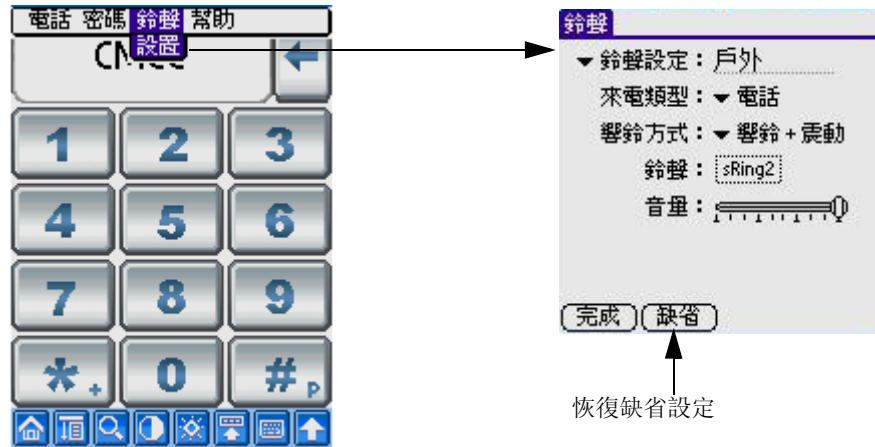 電話 密碼 鈴聲 幫助
設置
1 2 3
4 5 6
7 8 9
*+ 0 #P
鈴聲
鈴聲設定：戶外
來電類型：電話
響鈴方式：響鈴+震動
鈴聲：sRing2
音量：
完成 缺省
恢復缺省設定